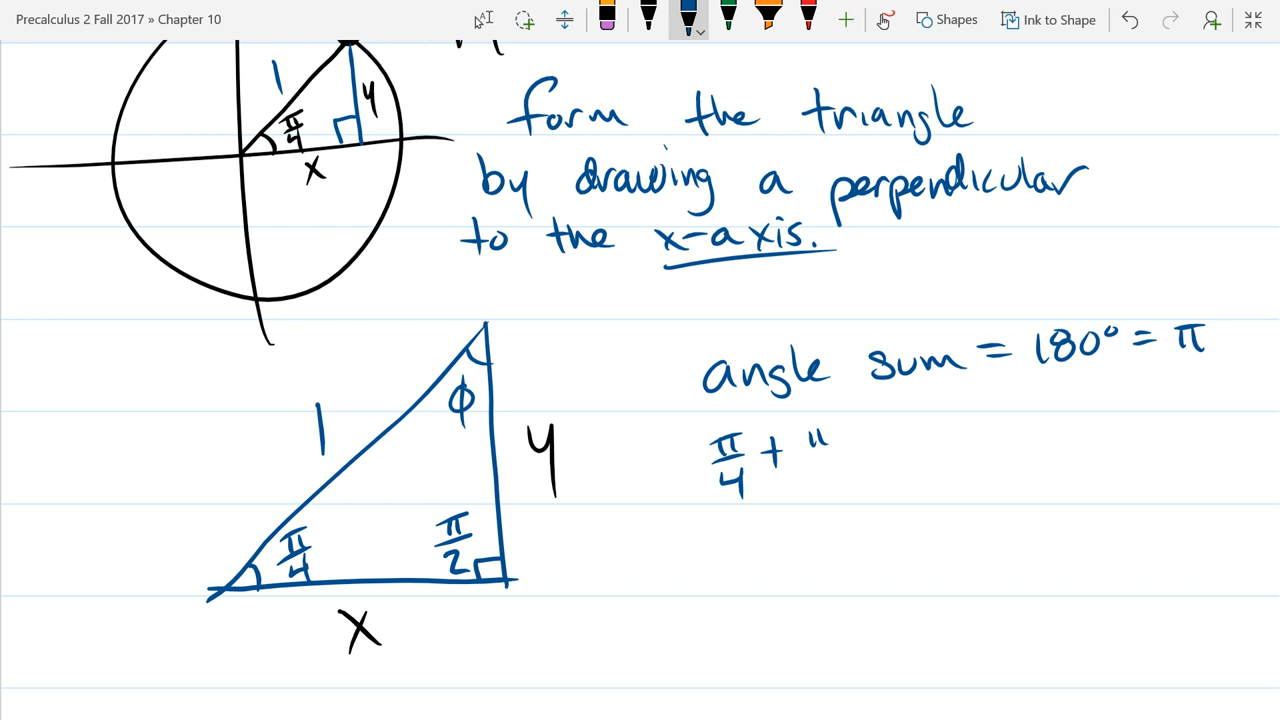 Precalculus 2 Fall 2017 » Chapter 10
Shapes
Ink to Shape
1
π/4
y
x
form the triangle
by drawing a perpendicular
to the x-axis.
angle sum = 180° = π
π/4 + "
1
φ
y
π/4
π/2
x